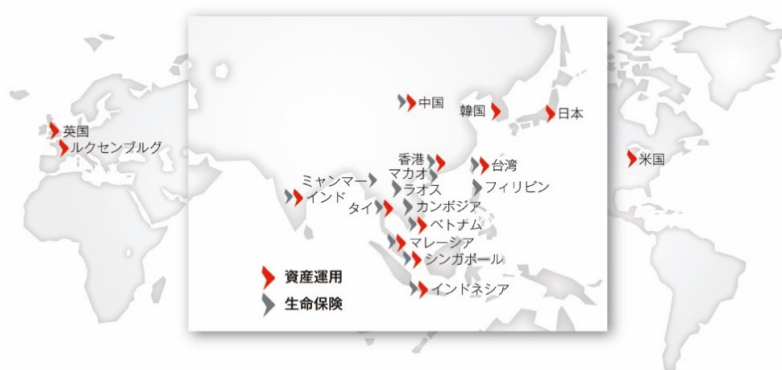 中国
韓国
日本
英国
ルクセンブルグ
香港
台湾
米国
マカオ
ミャンマー
ラオス
フィリピン
インド
タイ
カンボジア
ベトナム
マレーシア
シンガポール
資産運用
インドネシア
生命保険